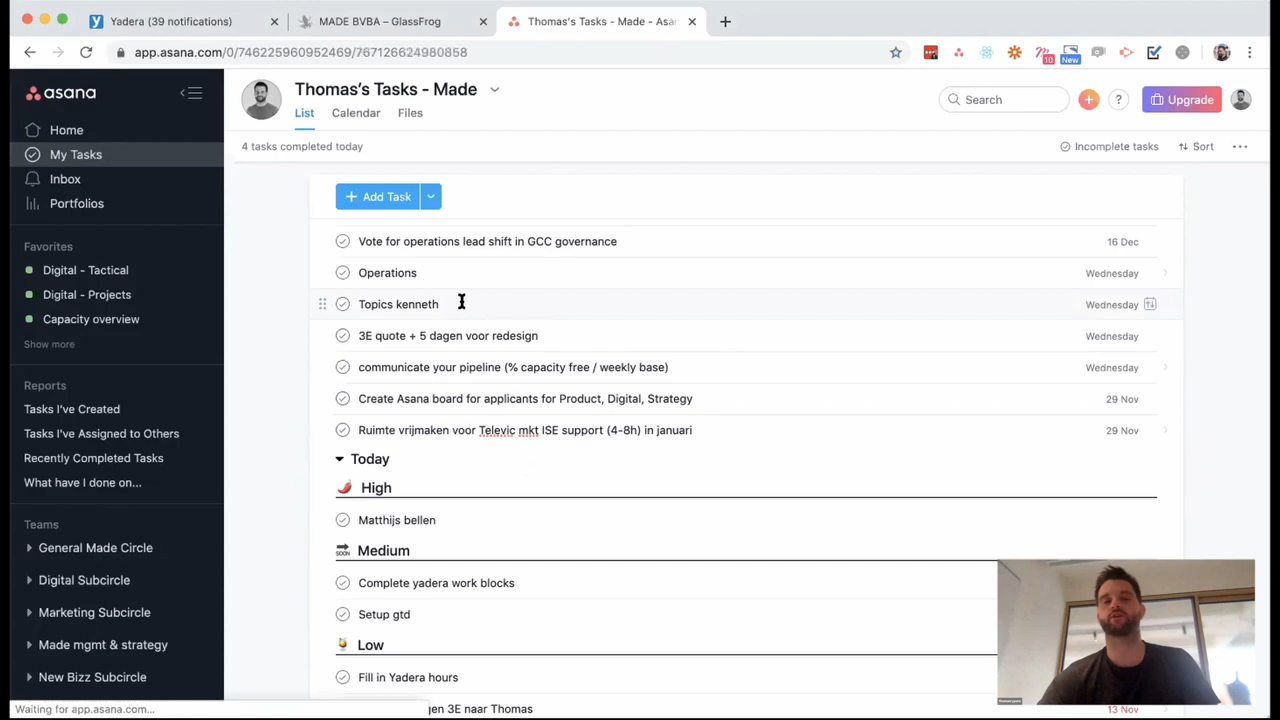 Yadera (39 notifications)
MADE BVBA – GlassFrog
Thomas's Tasks - Made - Asa
app.asana.com/0/746225960952469/767126624980858
10
New
asana
Home
My Tasks
Inbox
Portfolios
Favorites
Digital - Tactical
Digital - Projects
Capacity overview
Show more
Reports
Tasks I've Created
Tasks I've Assigned to Others
Recently Completed Tasks
What have I done on...
Teams
General Made Circle
Digital Subcircle
Marketing Subcircle
Made mgmt & strategy
New Bizz Subcircle
Waiting for app.asana.com...
Thomas's Tasks - Made
List Calendar Files
Search
?
Upgrade
4 tasks completed today
Incomplete tasks
Sort
+ Add Task
Vote for operations lead shift in GCC governance 16 Dec
Operations Wednesday
Topics kenneth Wednesday
3E quote + 5 dagen voor redesign Wednesday
communicate your pipeline (% capacity free / weekly base) Wednesday
Create Asana board for applicants for Product, Digital, Strategy 29 Nov
Ruimte vrijmaken voor Televic mkt ISE support (4-8h) in januari 29 Nov
Today
High
Matthijs bellen
SOON
Medium
Complete yadera work blocks
Setup gtd
Low
Fill in Yadera hours
gen 3E naar Thomas 13 Nov